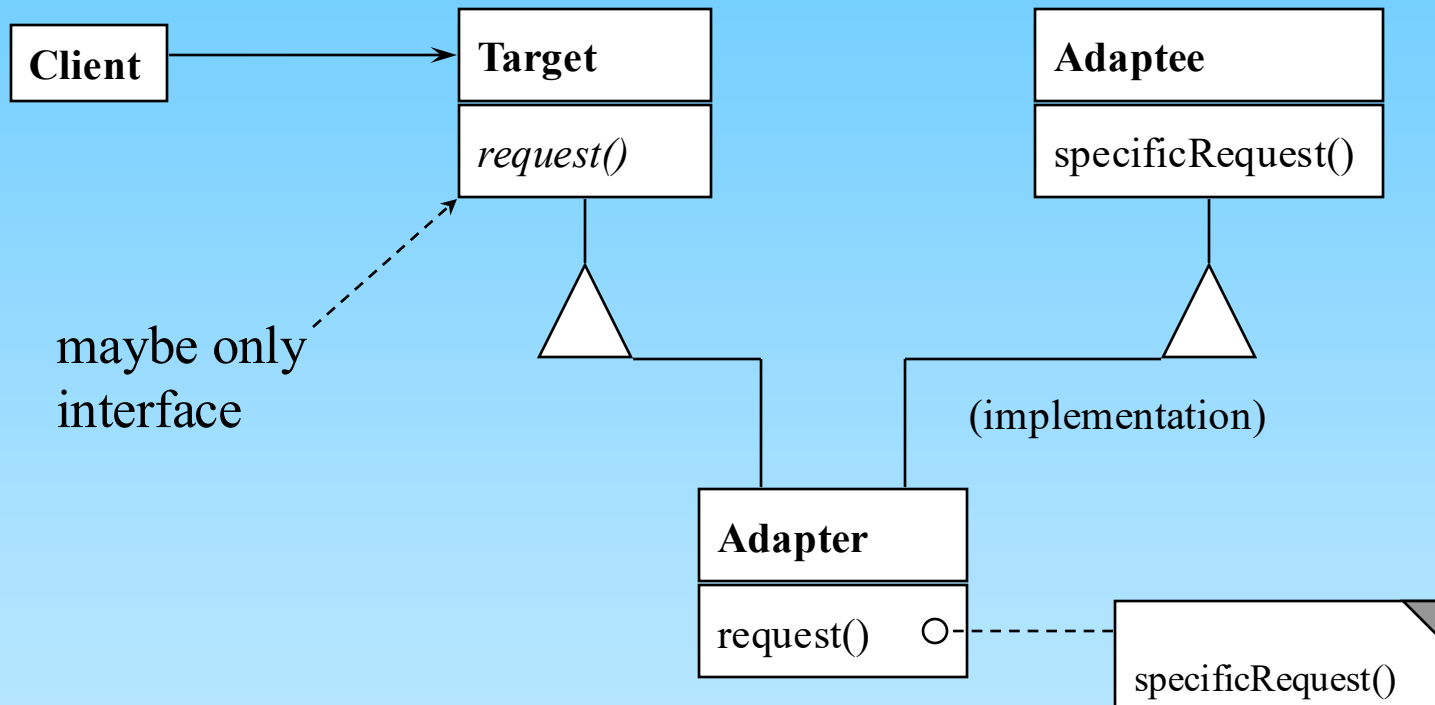 Client
Target
Adaptee
request()
specificRequest()
maybe only
interface
(implementation)
Adapter
request()
specificRequest()